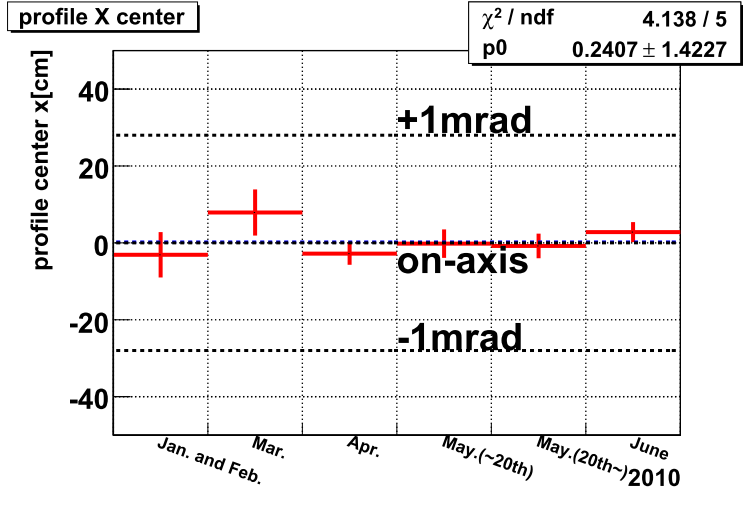 profile X center
χ² / ndf 4.138 / 5
p0 0.2407 ± 1.4227
profile center x[cm]
40
20
0
-20
-40
+1mrad
on-axis
-1mrad
Jan. and Feb.
Mar.
Apr.
May.(~20th)
May.(20th~)
June
2010